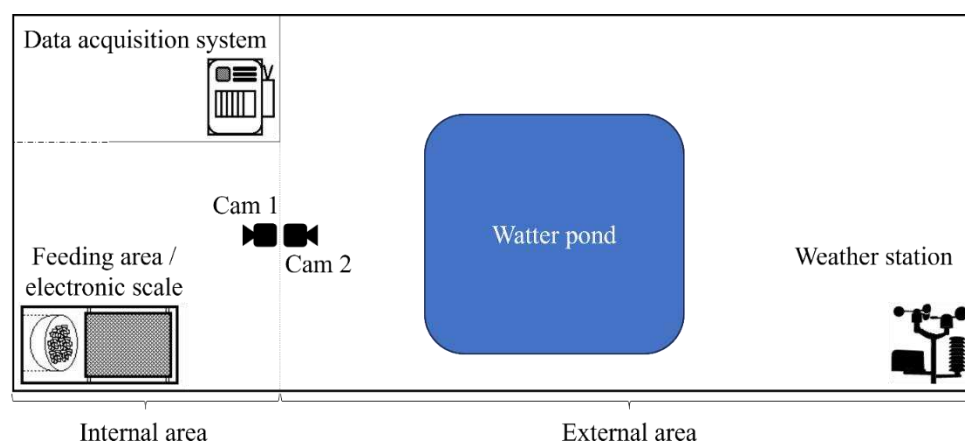 Data acquisition system
Cam 1
Cam 2
Feeding area /
electronic scale
Watter pond
Weather station
Internal area
External area